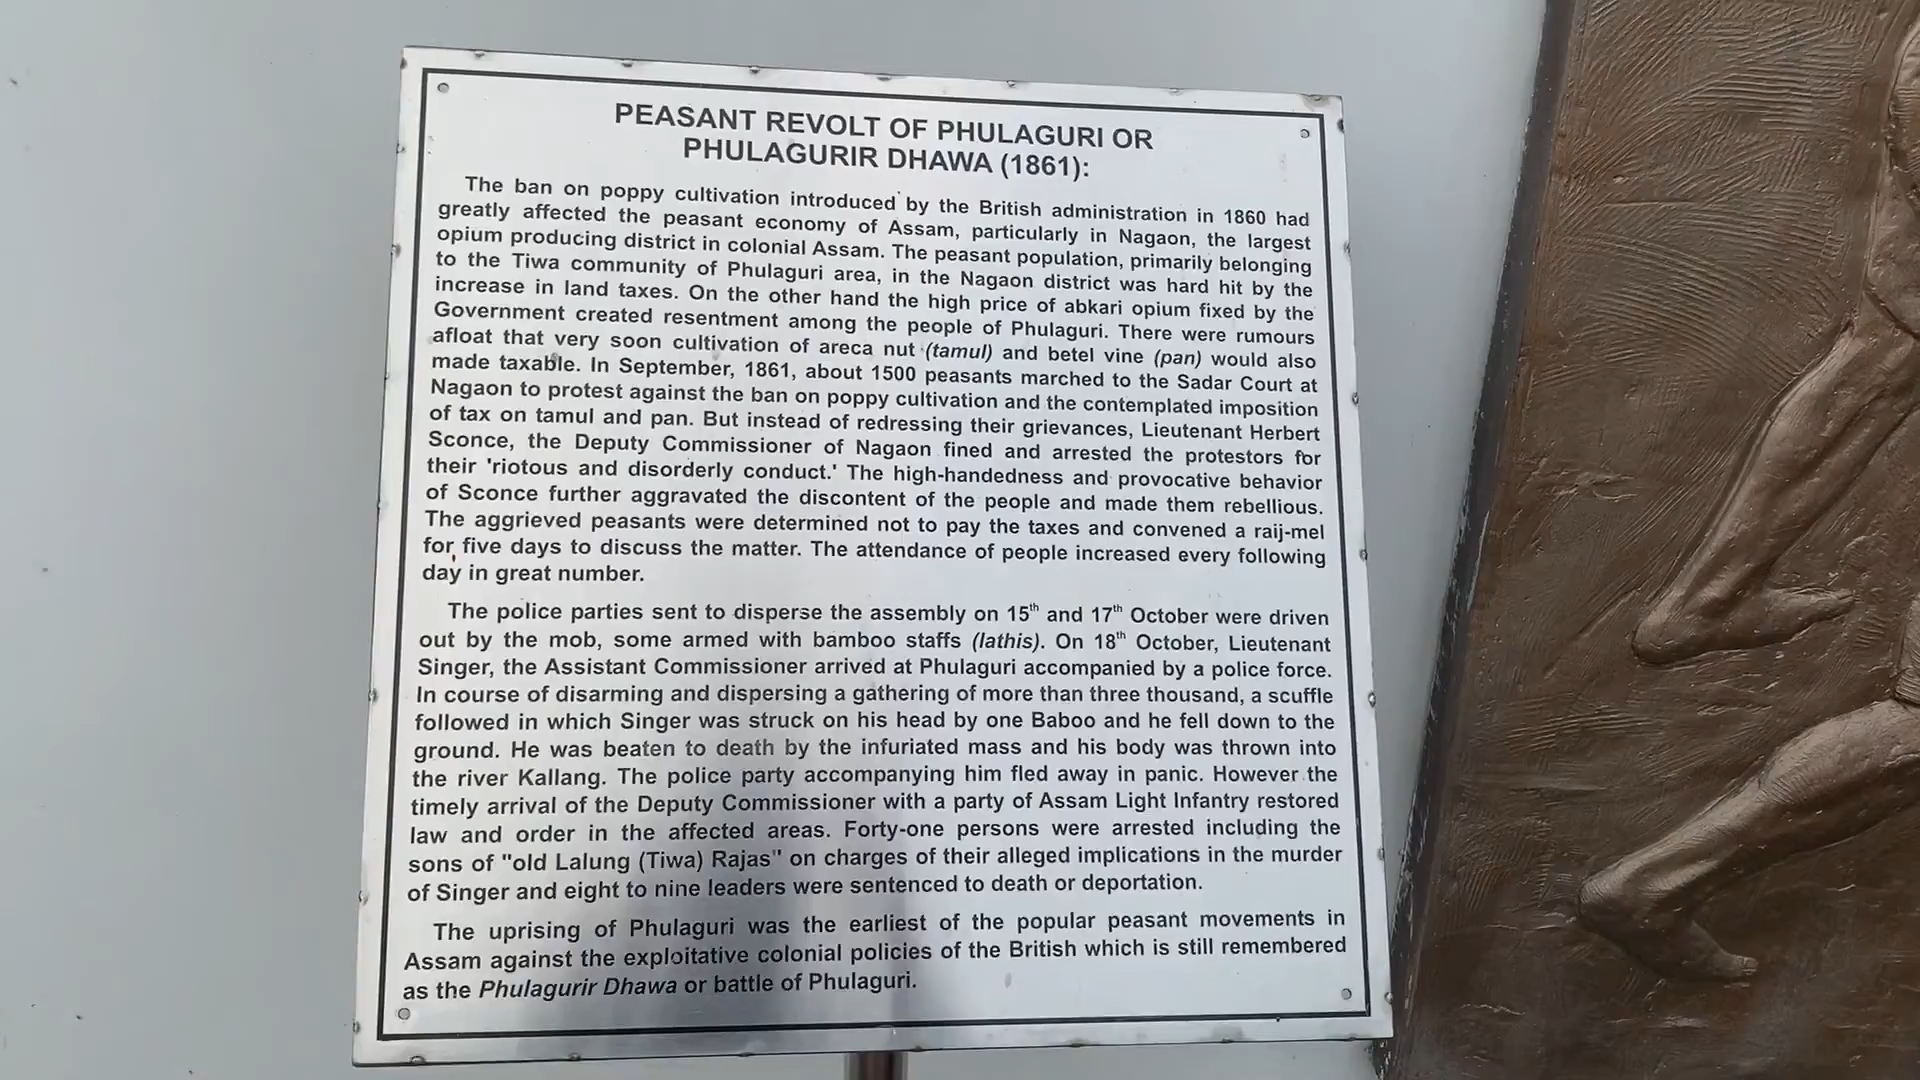 PEASANT REVOLT OF PHULAGURI OR
PHULAGURIR DHAWA (1861):
The ban on poppy cultivation introduced by the British administration in 1860 had
greatly affected the peasant economy of Assam, particularly in Nagaon, the largest
opium producing district in colonial Assam. The peasant population, primarily belonging
to the Tiwa community of Phulaguri area, in the Nagaon district was hard hit by the
increase in land taxes. On the other hand the high price of abkari opium fixed by the
Government created resentment among the people of Phulaguri. There were rumours
afloat that very soon cultivation of areca nut (tamul) and betel vine (pan) would also
made taxable. In September, 1861, about 1500 peasants marched to the Sadar Court at
Nagaon to protest against the ban on poppy cultivation and the contemplated imposition
of tax on tamul and pan. But instead of redressing their grievances, Lieutenant Herbert
Sconce, the Deputy Commissioner of Nagaon fined and arrested the protestors for
their 'riotous and disorderly conduct.' The high-handedness and provocative behavior
of Sconce further aggravated the discontent of the people and made them rebellious.
The aggrieved peasants were determined not to pay the taxes and convened a raij-mel
for five days to discuss the matter. The attendance of people increased every following
day in great number.
The police parties sent to disperse the assembly on 15th and 17th October were driven
out by the mob, some armed with bamboo staffs (lathis). On 18th October, Lieutenant
Singer, the Assistant Commissioner arrived at Phulaguri accompanied by a police force.
In course of disarming and dispersing a gathering of more than three thousand, a scuffle
followed in which Singer was struck on his head by one Baboo and he fell down to the
ground. He was beaten to death by the infuriated mass and his body was thrown into
the river Kallang. The police party accompanying him fled away in panic. However the
timely arrival of the Deputy Commissioner with a party of Assam Light Infantry restored
law and order in the affected areas. Forty-one persons were arrested including the
sons of "old Lalung (Tiwa) Rajas" on charges of their alleged implications in the murder
of Singer and eight to nine leaders were sentenced to death or deportation.
The uprising of Phulaguri was the earliest of the popular peasant movements in
Assam against the exploitative colonial policies of the British which is still remembered
as the Phulagurir Dhawa or battle of Phulaguri.